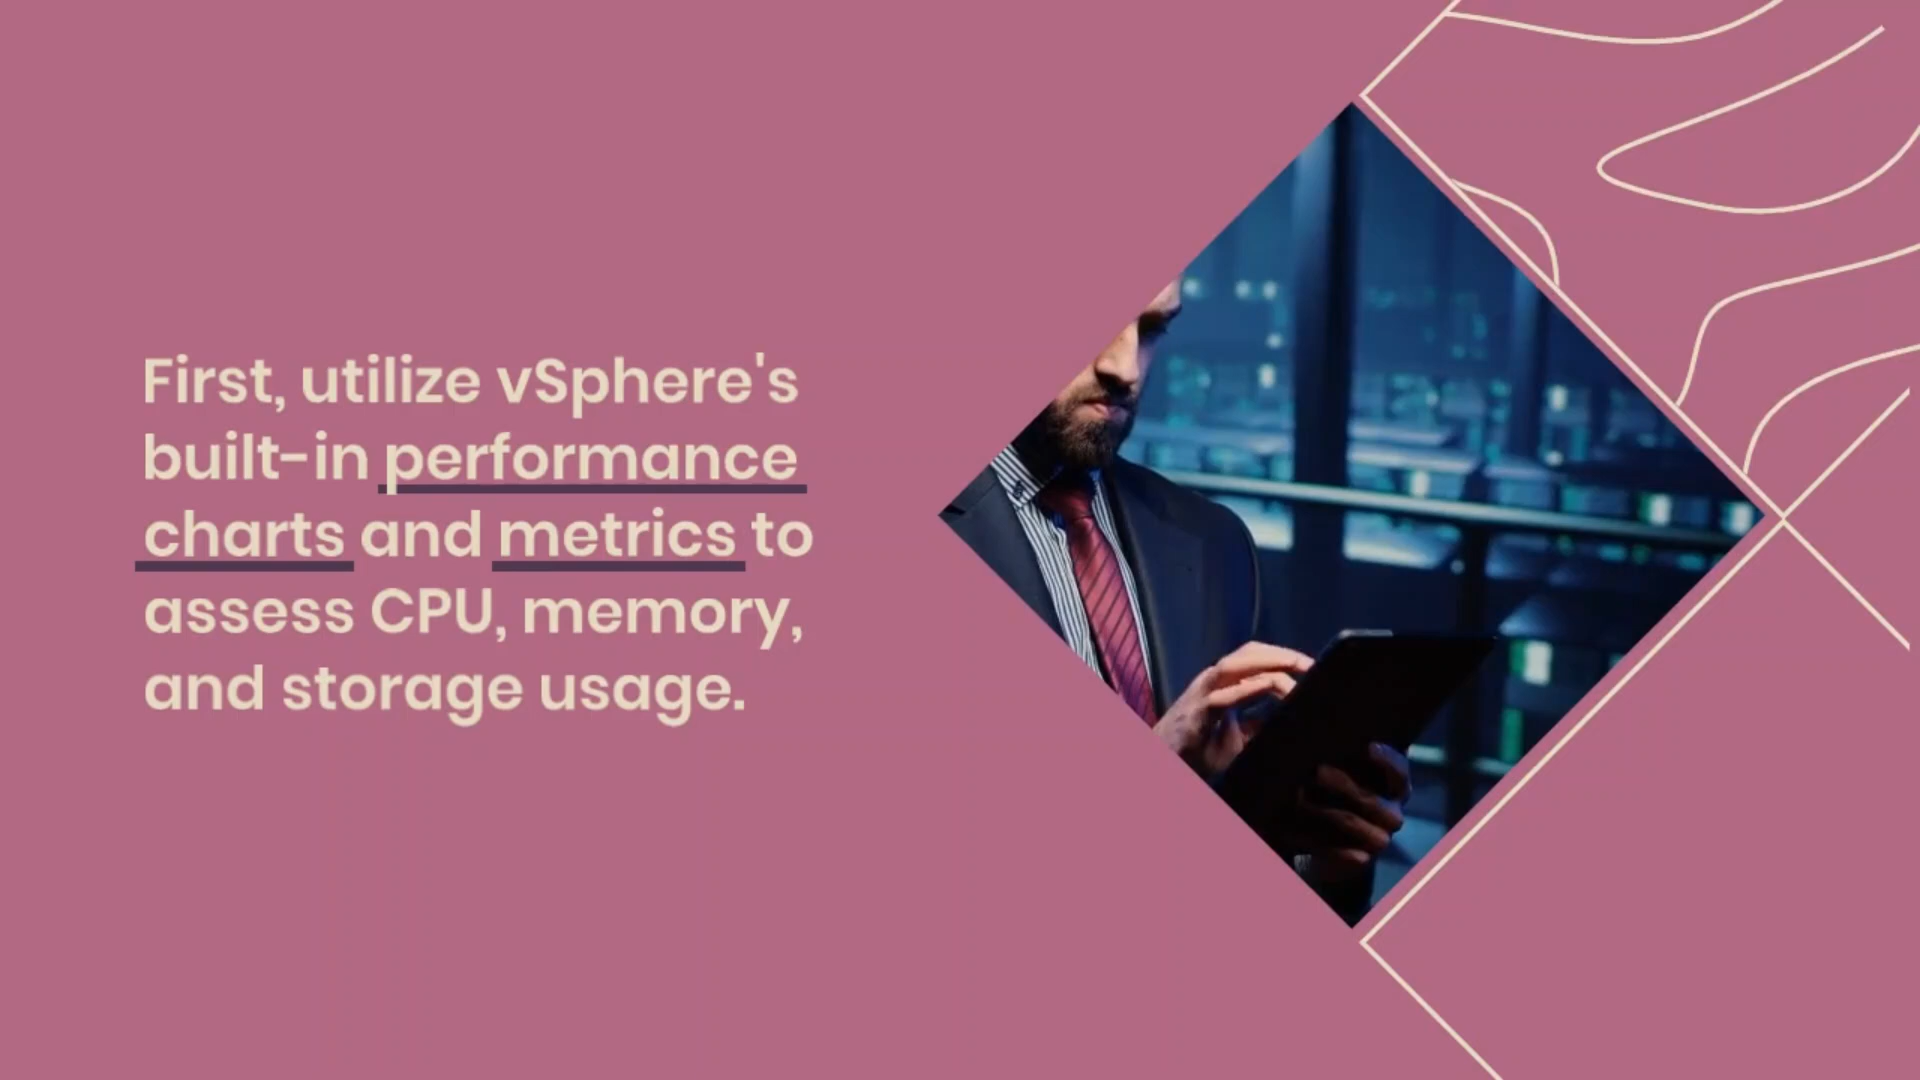 First, utilize vSphere's
built-in performance
charts and metrics to
assess CPU, memory,
and storage usage.